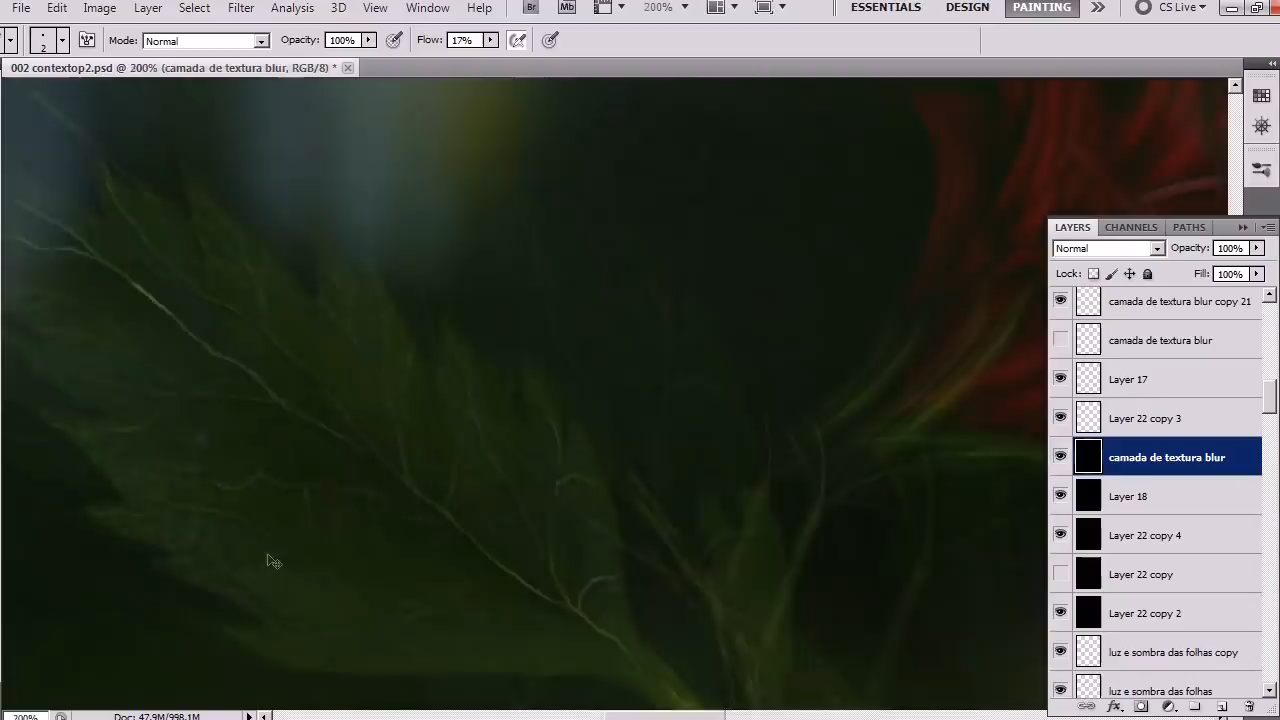 File Edit Image Layer Select Filter Analysis 3D View Window Help Br Mb 200% ESSENTIALS DESIGN PAINTING CS Live
2 Mode: Normal Opacity: 100% Flow: 17%
002 contextop2.psd @ 200% (camada de textura blur, RGB/8) *
LAYERS CHANNELS PATHS
Normal Opacity: 100%
Lock: Fill: 100%
camada de textura blur copy 21
camada de textura blur
Layer 17
Layer 22 copy 3
camada de textura blur
Layer 18
Layer 22 copy 4
Layer 22 copy
Layer 22 copy 2
luz e sombra das folhas copy
luz e sombra das folhas
200% Doc: 47.9M/998.1M